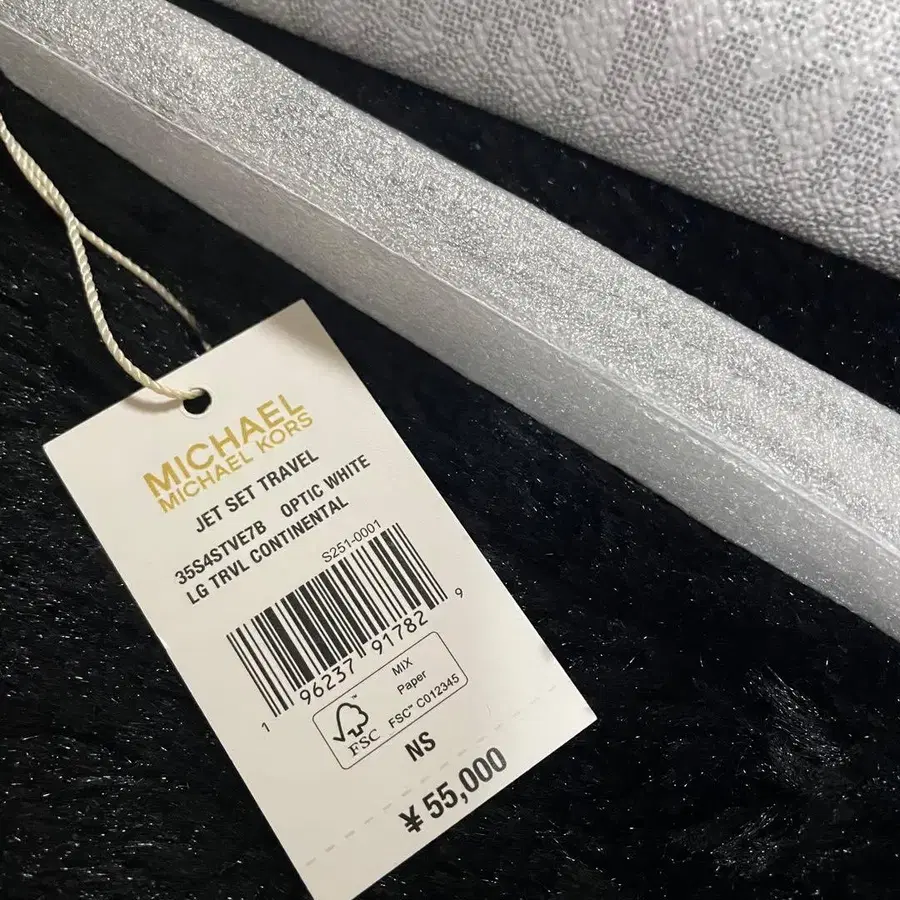 MICHAEL
MICHAEL KORS
JET SET TRAVEL
35S4STVE7B OPTIC WHITE
LG TRVL CONTINENTAL
S251-0001
1 96237 91782 9
FSC
MIX
Paper
FSC™ C012345
NS
¥55,000